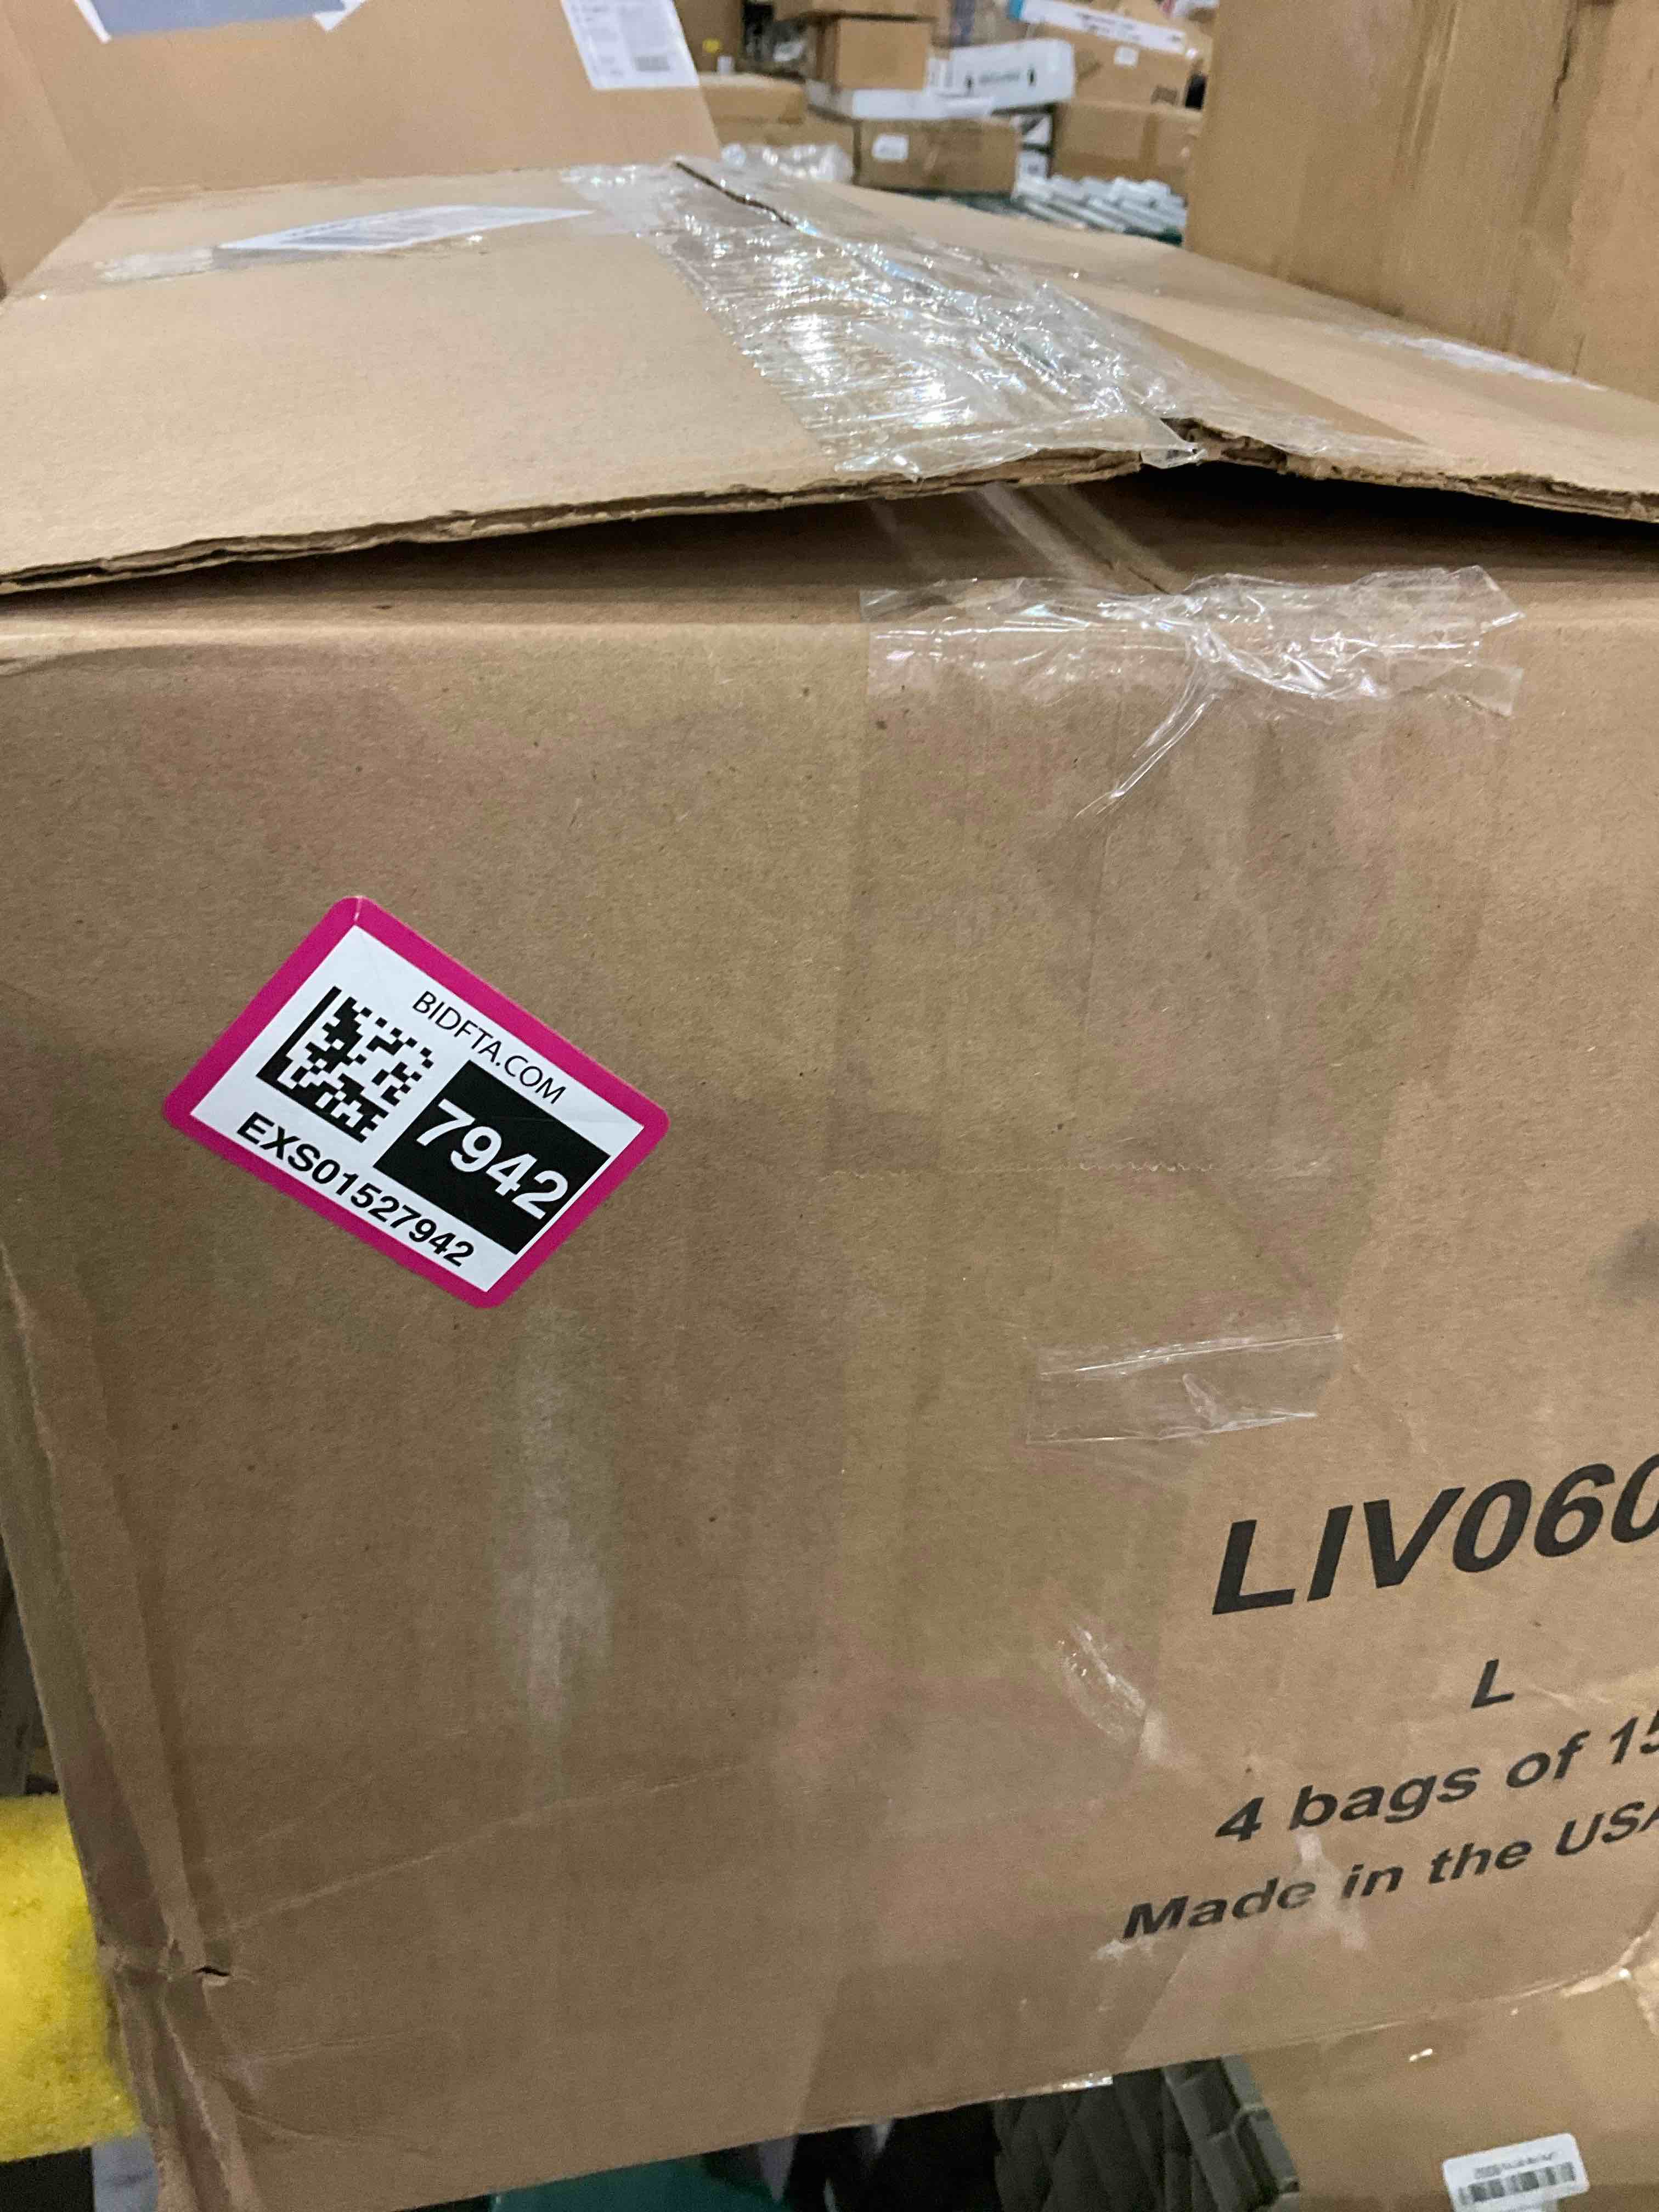 BIDFTA.COM
7942
EXS01527942
LIV060
L
4 bags of 15
Made in the USA